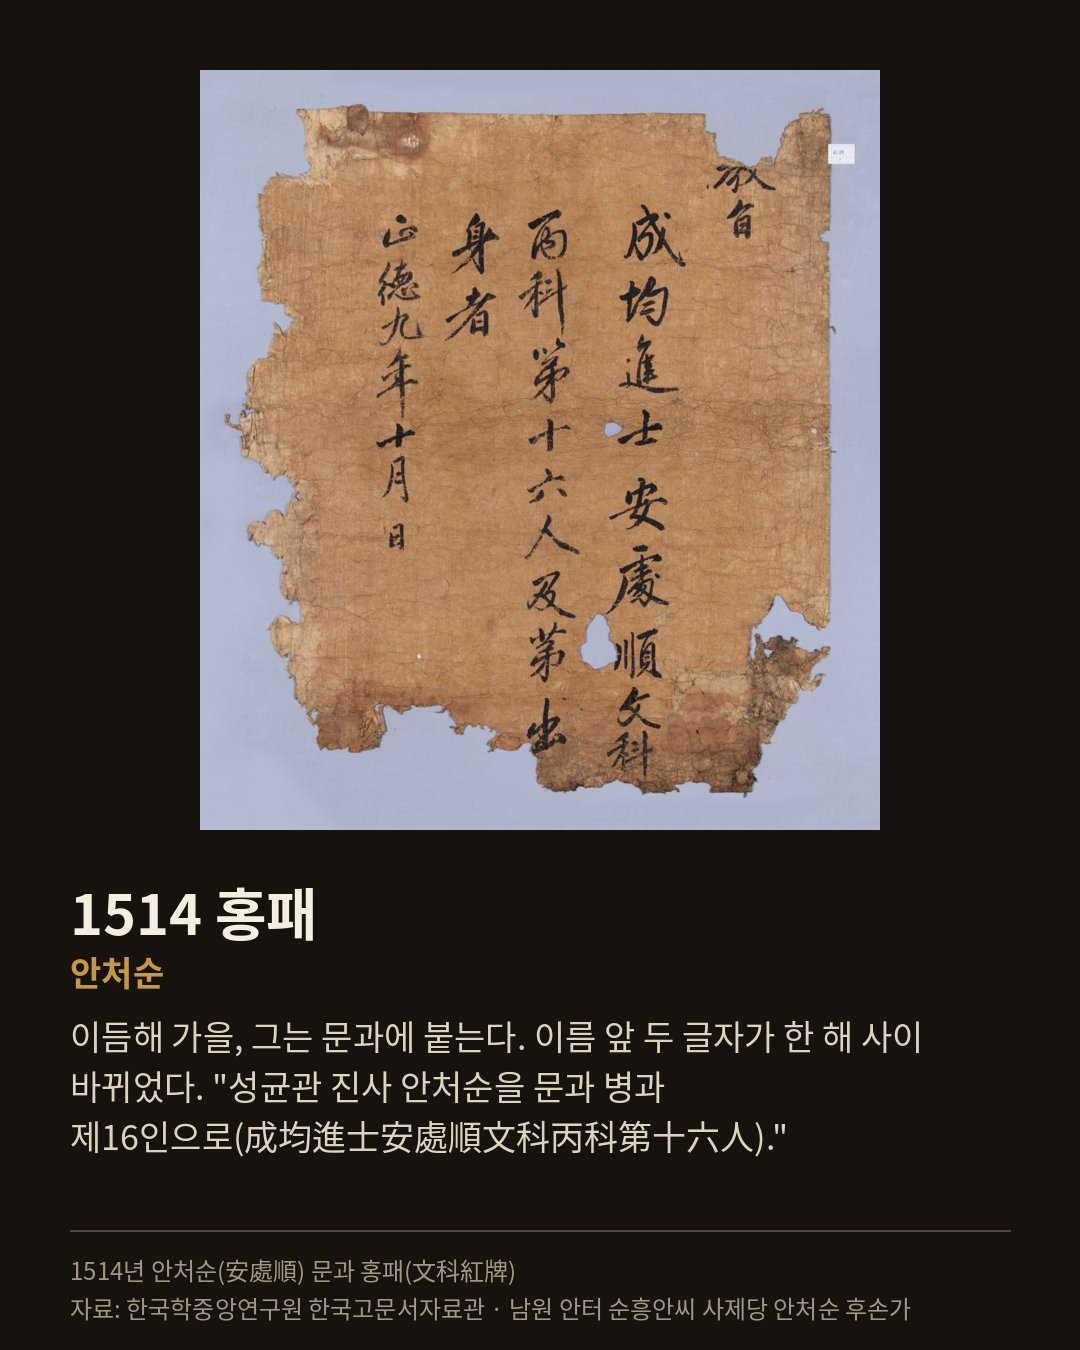 教旨
成均進士安處順文科
丙科第十六人及第出
身者
正德九年十月 日
1514 홍패
안처순
이듬해 가을, 그는 문과에 붙는다. 이름 앞 두 글자가 한 해 사이
바뀌었다. "성균관 진사 안처순을 문과 병과
제16인으로(成均進士安處順文科丙科第十六人)."
1514년 안처순(安處順) 문과 홍패(文科紅牌)
자료: 한국학중앙연구원 한국고문서자료관 · 남원 안터 순흥안씨 사제당 안처순 후손가